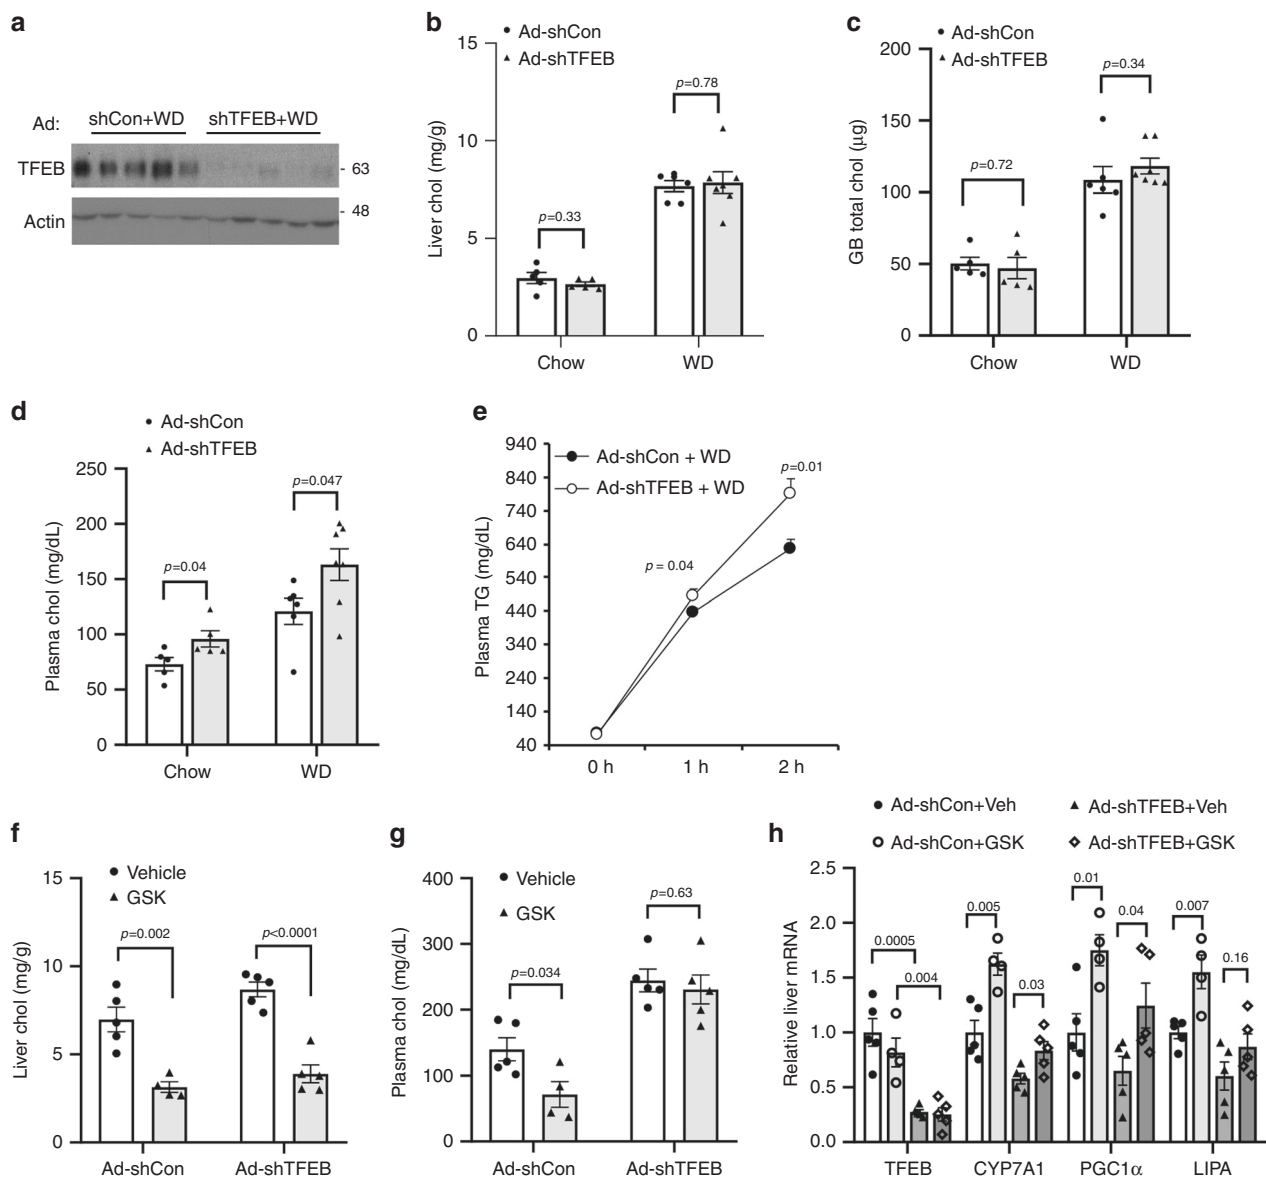 a
Ad:
shCon+WD
shTFEB+WD
TFEB
- 63
Actin
- 48
b
Ad-shCon
Ad-shTFEB
Liver chol (mg/g)
15
10
5
0
p=0.33
p=0.78
Chow
WD
c
Ad-shCon
Ad-shTFEB
GB total chol (µg)
200
150
100
50
0
p=0.72
p=0.34
Chow
WD
d
Ad-shCon
Ad-shTFEB
Plasma chol (mg/dL)
250
200
150
100
50
0
p=0.04
p=0.047
Chow
WD
e
Ad-shCon + WD
Ad-shTFEB + WD
Plasma TG (mg/dL)
940
840
740
640
540
440
340
240
140
40
p = 0.04
p=0.01
0 h
1 h
2 h
f
Vehicle
GSK
Liver chol (mg/g)
15
10
5
0
p=0.002
p<0.0001
Ad-shCon
Ad-shTFEB
g
Vehicle
GSK
Plasma chol (mg/dL)
400
300
200
100
0
p=0.034
p=0.63
Ad-shCon
Ad-shTFEB
h
Ad-shCon+Veh
Ad-shTFEB+Veh
Ad-shCon+GSK
Ad-shTFEB+GSK
Relative liver mRNA
2.5
2.0
1.5
1.0
0.5
0.0
0.0005
0.004
0.005
0.03
0.01
0.04
0.007
0.16
TFEB
CYP7A1
PGC1α
LIPA